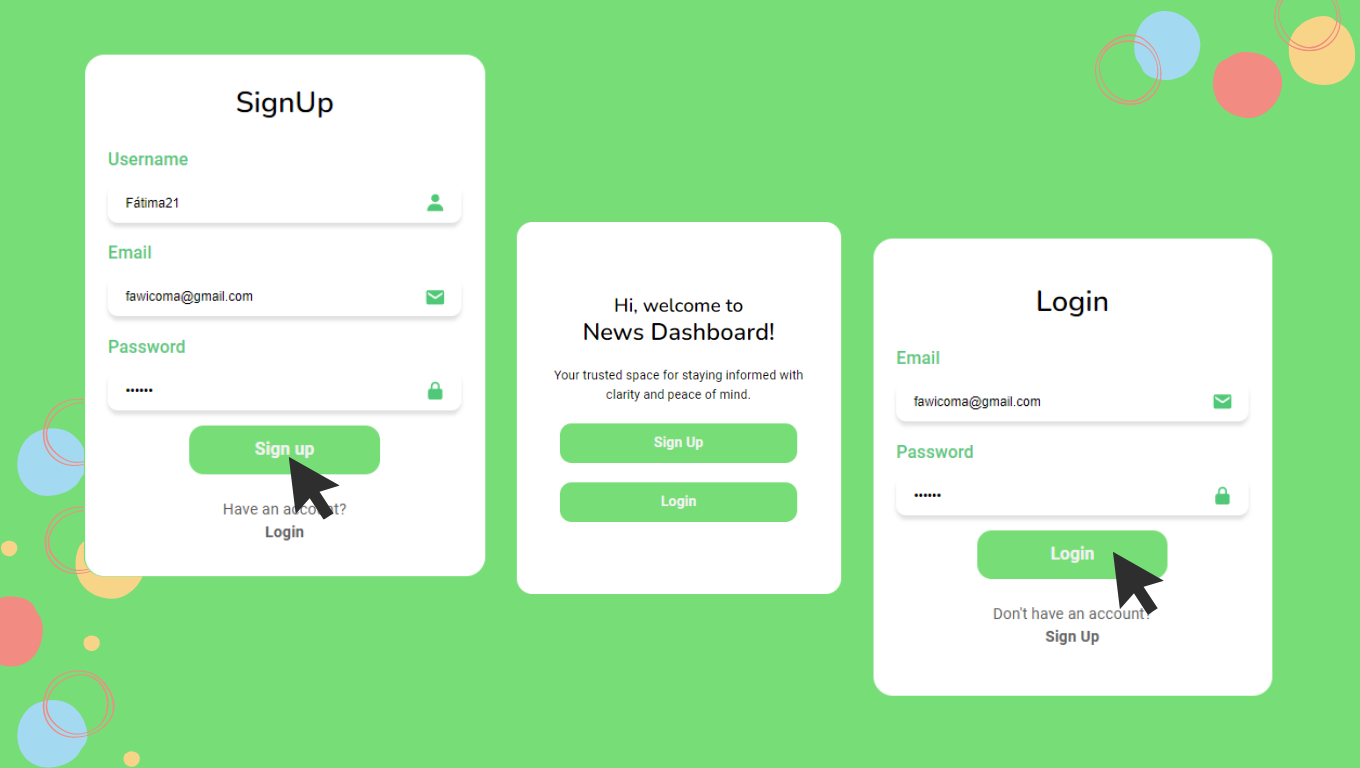 SignUp
Username
Fátima21
Email
fawicoma@gmail.com
Password
••••••
Sign up
Have an account?
Login
Hi, welcome to
News Dashboard!
Your trusted space for staying informed with
clarity and peace of mind.
Sign Up
Login
Login
Email
fawicoma@gmail.com
Password
••••••
Login
Don't have an account?
Sign Up